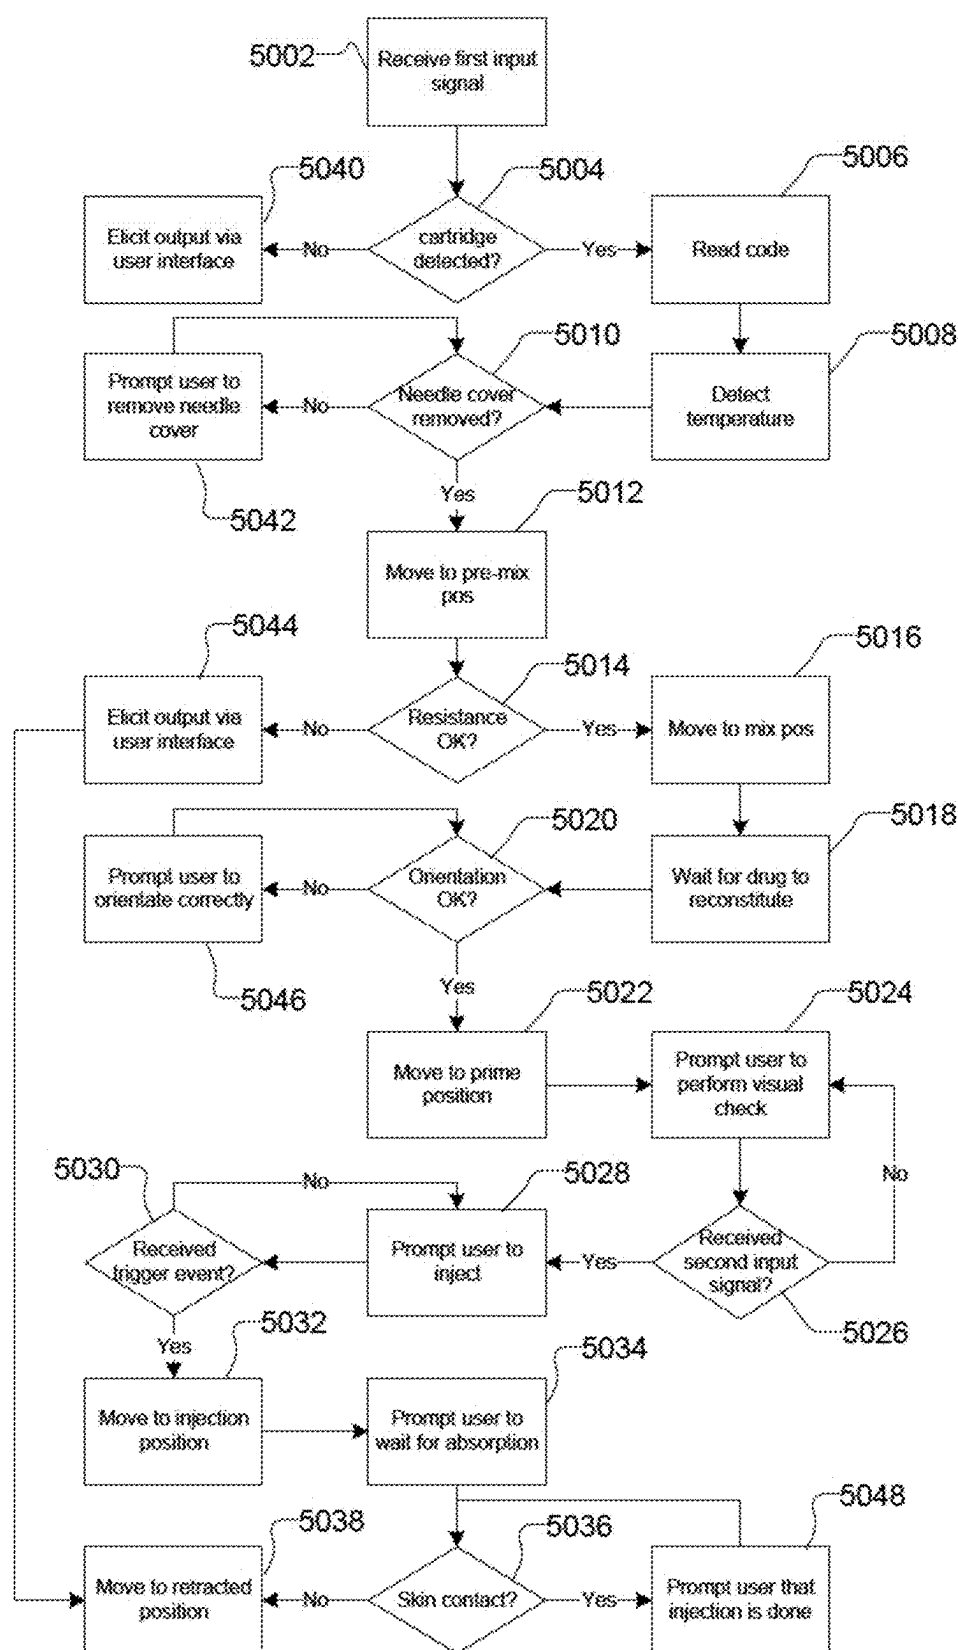 5002
Receive first input
signal
5040
5004
5006
Elicit output via
user interface
No
cartridge
detected?
Yes
Read code
5010
5008
Prompt user to
remove needle
cover
No
Needle cover
removed?
Detect
temperature
5042
Yes
5012
Move to pre-mix
pos
5044
5014
5016
Elicit output via
user interface
No
Resistance
OK?
Yes
Move to mix pos
5020
5018
Prompt user to
orientate correctly
No
Orientation
OK?
Wait for drug to
reconstitute
5046
Yes
5022
5024
Move to prime
position
Prompt user to
perform visual
check
5030
No
5028
No
Received
trigger event?
Prompt user to
inject
Yes
Received
second input
signal?
5026
Yes
5032
5034
Move to injection
position
Prompt user to
wait for absorption
5038
5036
5048
Move to retracted
position
No
Skin contact?
Yes
Prompt user that
injection is done